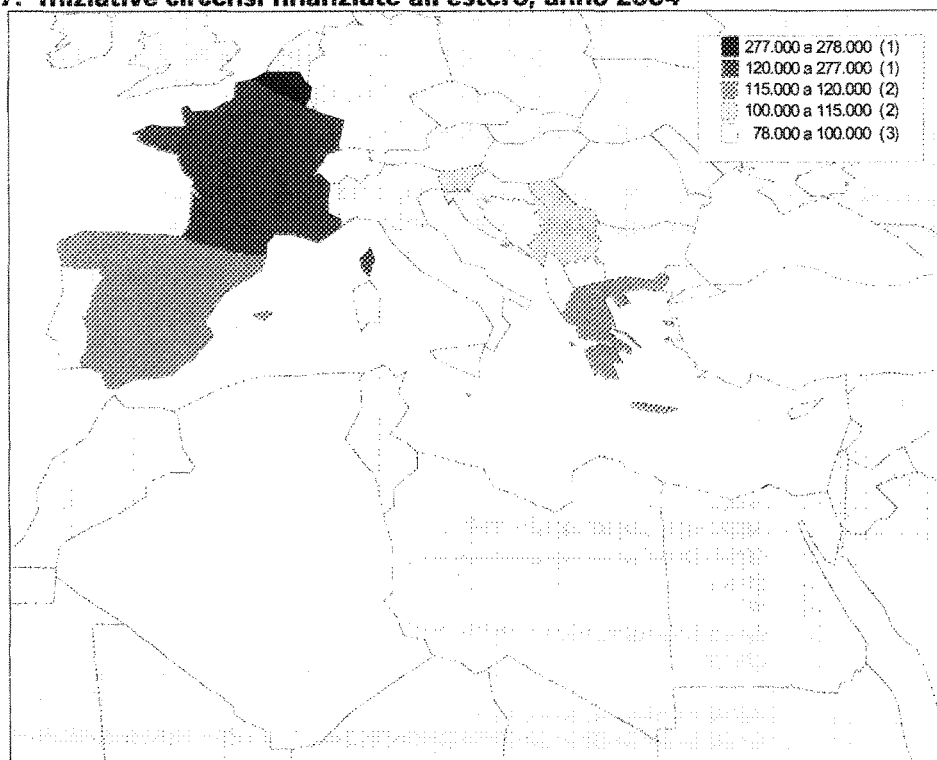 7. Iniziative circensi finanziate all'estero, anno 2004
277.000 a 278.000 (1)
120.000 a 277.000 (1)
115.000 a 120.000 (2)
100.000 a 115.000 (2)
78.000 a 100.000 (3)